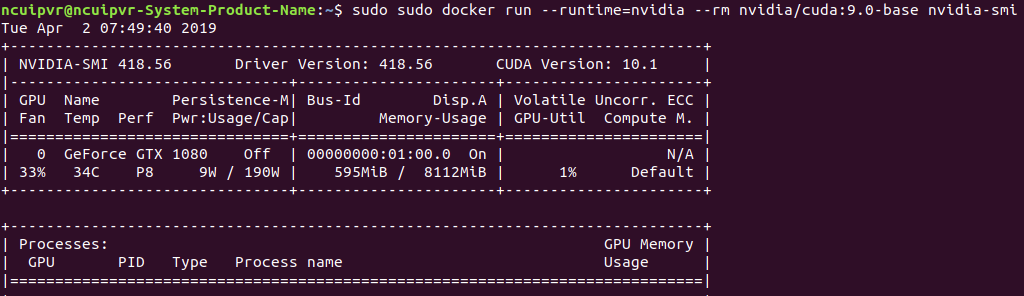 ncuipvr@ncuipvr-System-Product-Name:~$ sudo sudo docker run --runtime=nvidia --rm nvidia/cuda:9.0-base nvidia-smi
Tue Apr  2 07:49:40 2019
+-----------------------------------------------------------------------------+
| NVIDIA-SMI 418.56       Driver Version: 418.56       CUDA Version: 10.1     |
|-------------------------------+----------------------+----------------------+
| GPU  Name        Persistence-M| Bus-Id        Disp.A | Volatile Uncorr. ECC |
| Fan  Temp  Perf  Pwr:Usage/Cap|         Memory-Usage | GPU-Util  Compute M. |
|===============================+======================+======================|
|   0  GeForce GTX 1080    Off  | 00000000:01:00.0  On |                  N/A |
| 33%   34C    P8     9W / 190W |    595MiB /  8112MiB |      1%      Default |
+-------------------------------+----------------------+----------------------+

+-----------------------------------------------------------------------------+
| Processes:                                                       GPU Memory |
|  GPU       PID   Type   Process name                             Usage      |
|=============================================================================|